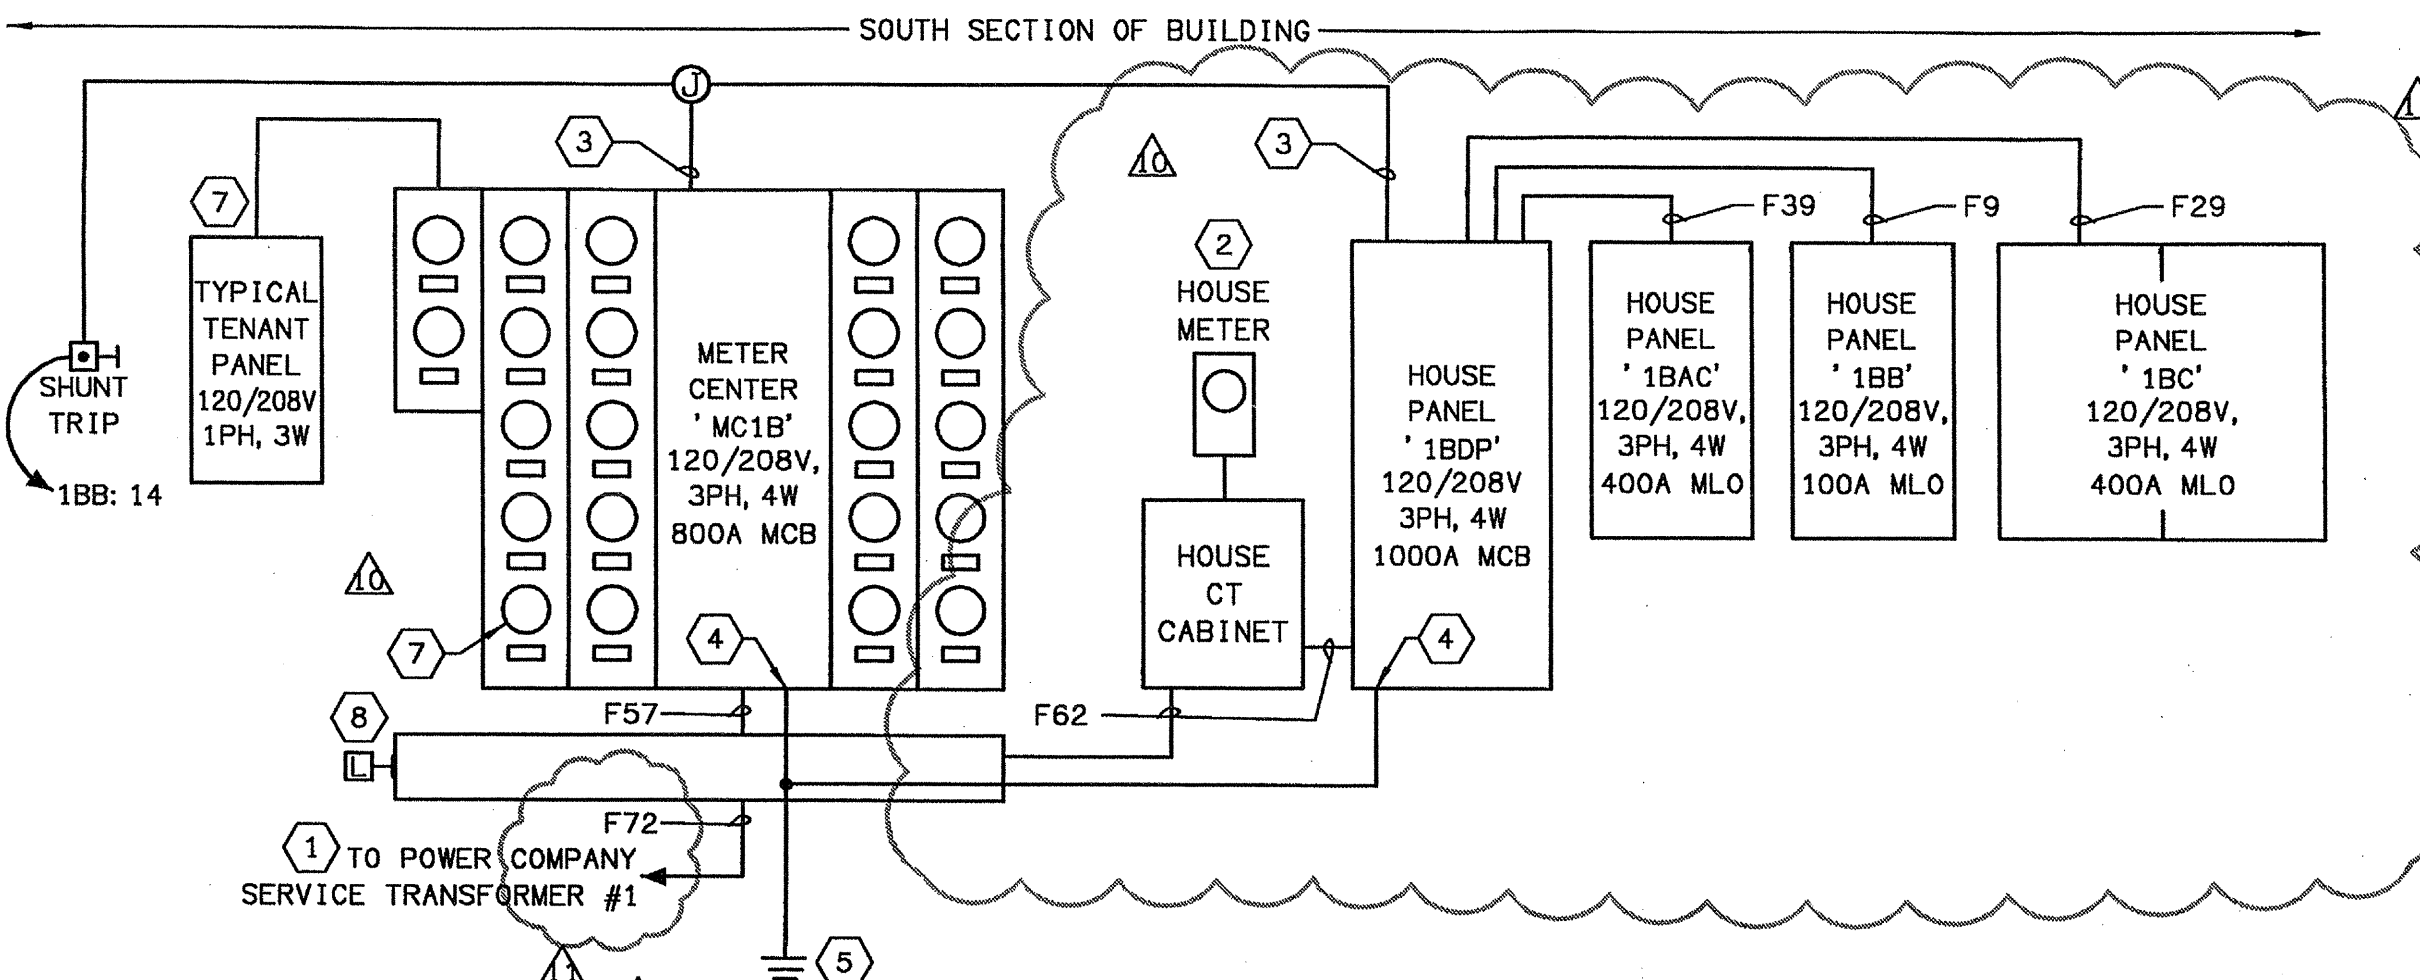 SOUTH SECTION OF BUILDING
J
3
10
3
7
F39
F9
F29
2
HOUSE
METER
TYPICAL
TENANT
PANEL
120/208V
1PH, 3W
SHUNT
TRIP
1BB: 14
METER
CENTER
'MC1B'
120/208V,
3PH, 4W
800A MCB
HOUSE
PANEL
'1BDP'
120/208V
3PH, 4W
1000A MCB
HOUSE
PANEL
'1BAC'
120/208V,
3PH, 4W
400A MLO
HOUSE
PANEL
'1BB'
120/208V,
3PH, 4W
100A MLO
HOUSE
PANEL
'1BC'
120/208V,
3PH, 4W
400A MLO
10
HOUSE
CT
CABINET
7
4
4
8
F57
F62
L
F72
1
TO POWER COMPANY
SERVICE TRANSFORMER #1
11
5